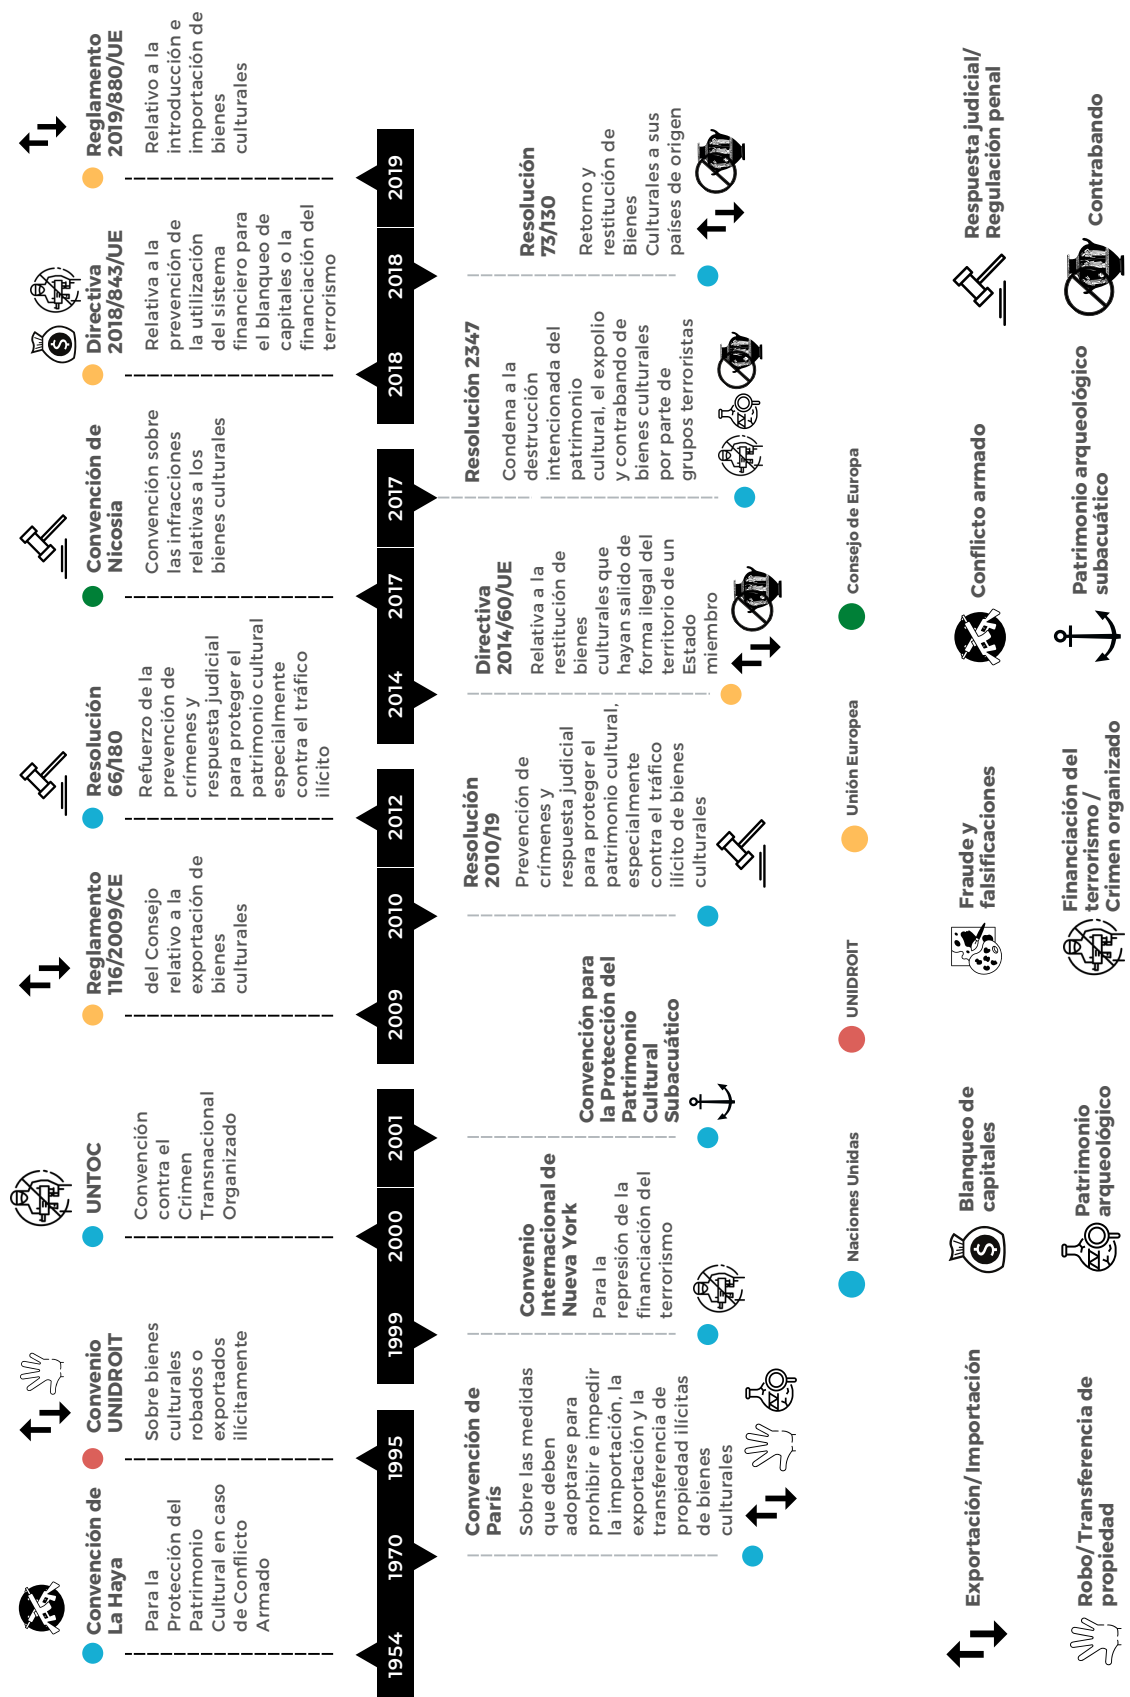 Convención de
La Haya
Para la
Protección del
Patrimonio
Cultural en caso
de Conflicto
Armado
Convenio
UNIDROIT
Sobre bienes
culturales
robados o
exportados
ilícitamente
UNTOC
Convención
contra el
Crimen
Transnacional
Organizado
Reglamento
116/2009/CE
del Consejo
relativo a la
exportación de
bienes
culturales
Resolución
66/180
Refuerzo de la
prevención de
crímenes y
respuesta judicial
para proteger el
patrimonio cultural
especialmente
contra el tráfico
ilícito
Convención de
Nicosia
Convención sobre
las infracciones
relativas a los
bienes culturales
Directiva
2018/843/UE
Relativa a la
prevención de
la utilización
del sistema
financiero para
el blanqueo de
capitales o la
financiación del
terrorismo
Reglamento
2019/880/UE
Relativo a la
introducción e
importación de
bienes
culturales
1954
1970
1995
1999
2000
2001
2009
2010
2012
2014
2017
2017
2018
2018
2019
Convención de
París
Sobre las medidas
que deben
adoptarse para
prohibir e impedir
la importación, la
exportación y la
transferencia de
propiedad ilícitas
de bienes
culturales
Convenio
Internacional de
Nueva York
Para la
represión de la
financiación del
terrorismo
Convención para
la Protección del
Patrimonio
Cultural
Subacuático
Resolución
2010/19
Prevención de
crímenes y
respuesta judicial
para proteger el
patrimonio cultural,
especialmente
contra el tráfico
ilícito de bienes
culturales
Directiva
2014/60/UE
Relativa a la
restitución de
bienes
culturales que
hayan salido de
forma ilegal del
territorio de un
Estado
miembro
Resolución 2347
Condena a la
destrucción
intencionada del
patrimonio
cultural, el expolio
y contrabando de
bienes culturales
por parte de
grupos terroristas
Resolución
73/130
Retorno y
restitución de
Bienes
Culturales a sus
países de origen
Naciones Unidas
UNIDROIT
Unión Europea
Consejo de Europa
Exportación/Importación
Blanqueo de
capitales
Fraude y
falsificaciones
Conflicto armado
Respuesta judicial/
Regulación penal
Robo/Transferencia de
propiedad
Patrimonio
arqueológico
Financiación del
terrorismo /
Crimen organizado
Patrimonio arqueológico
subacuático
Contrabando